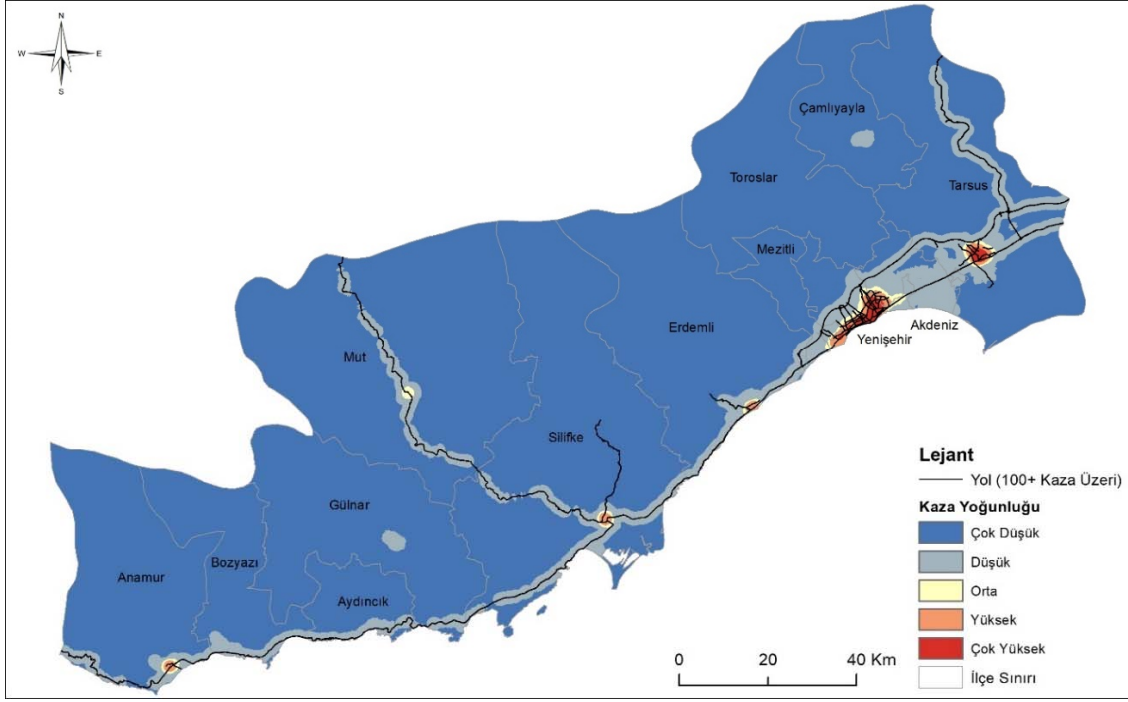 N
W E
S
Çamlıyayla
Toroslar
Tarsus
Mezitli
Erdemli
Akdeniz
Yenişehir
Mut
Silifke
Gülnar
Bozyazı
Anamur
Aydıncık
Lejant
Yol (100+ Kaza Üzeri)
Kaza Yoğunluğu
Çok Düşük
Düşük
Orta
Yüksek
Çok Yüksek
İlçe Sınırı
0 20 40 Km